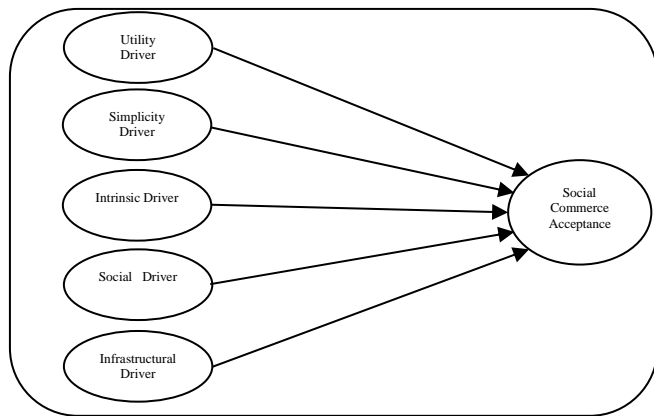 Utility
Driver
Simplicity
Driver
Intrinsic Driver
Social Driver
Infrastructural
Driver
Social
Commerce
Acceptance